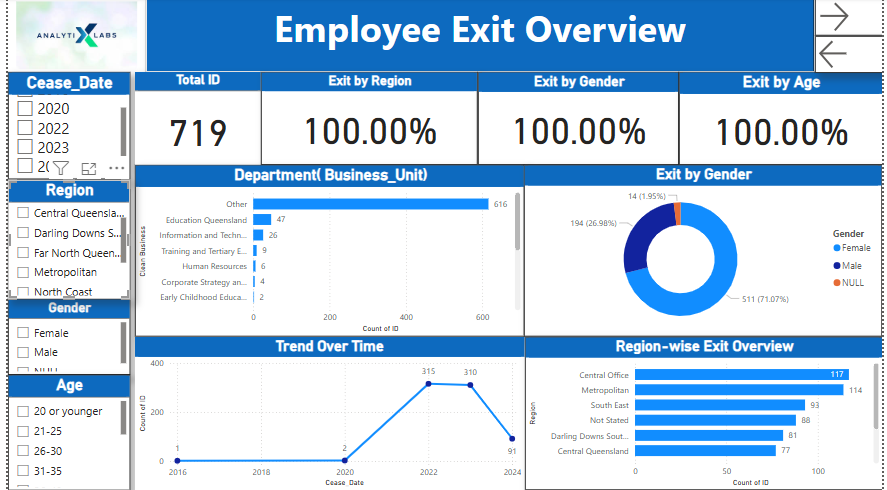 ANALYTI X LABS
Employee Exit Overview
Cease_Date
2020
2022
2023
Total ID
719
Exit by Region
100.00%
Exit by Gender
100.00%
Exit by Age
100.00%
Region
Central Queensla...
Darling Downs S...
Far North Queen...
Metropolitan
North Coast
Gender
Female
Male
Age
20 or younger
21-25
26-30
31-35
Department( Business_Unit)
Clean Business
Other 616
Education Queensland 47
Information and Techn... 26
Training and Tertiary E... 9
Human Resources 6
Corporate Strategy an... 4
Early Childhood Educa... 2
0 200 400 600
Count of ID
Exit by Gender
14 (1.95%)
194 (26.98%)
511 (71.07%)
Gender
Female
Male
NULL
Trend Over Time
Count of ID
400
200
0
1
2
315
310
91
2016 2018 2020 2022 2024
Cease_Date
Region-wise Exit Overview
Region
Central Office 117
Metropolitan 114
South East 93
Not Stated 88
Darling Downs Sout... 81
Central Queensland 77
0 50 100
Count of ID